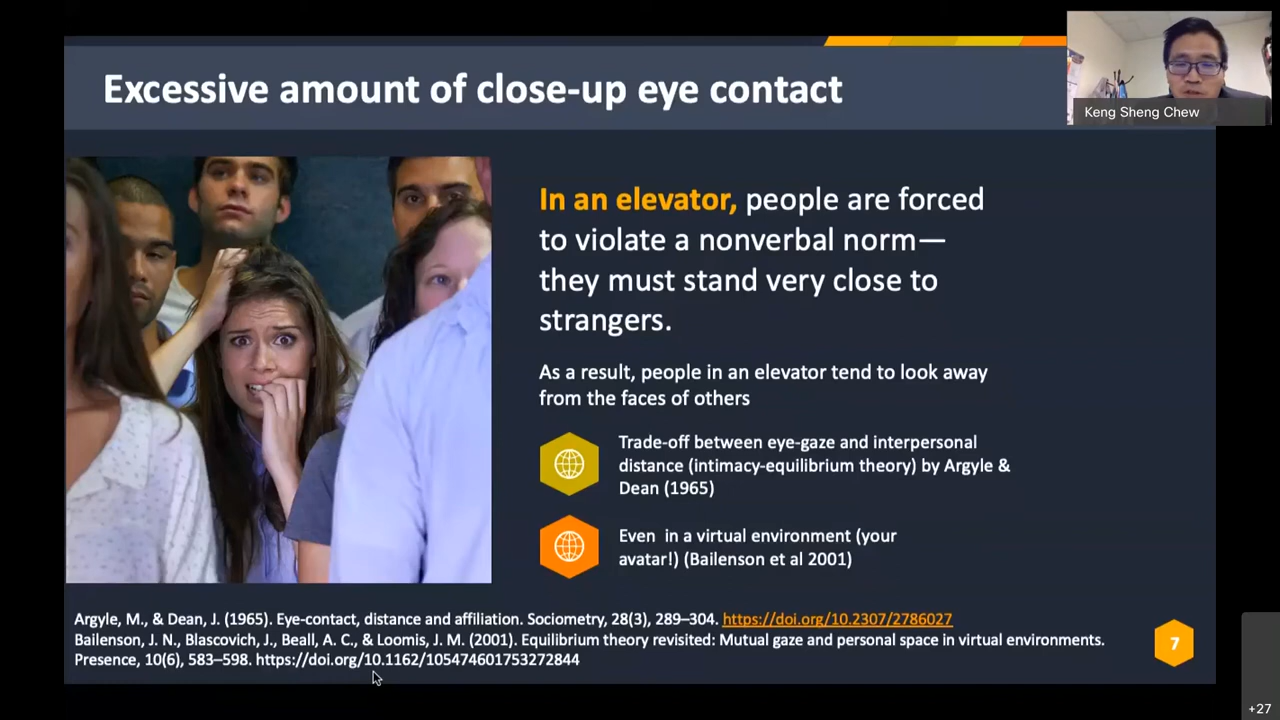 Excessive amount of close-up eye contact
Keng Sheng Chew
In an elevator, people are forced
to violate a nonverbal norm—
they must stand very close to
strangers.
As a result, people in an elevator tend to look away
from the faces of others
Trade-off between eye-gaze and interpersonal
distance (intimacy-equilibrium theory) by Argyle &
Dean (1965)
Even  in a virtual environment (your
avatar!) (Bailenson et al 2001)
Argyle, M., & Dean, J. (1965). Eye-contact, distance and affiliation. Sociometry, 28(3), 289–304. https://doi.org/10.2307/2786027
Bailenson, J. N., Blascovich, J., Beall, A. C., & Loomis, J. M. (2001). Equilibrium theory revisited: Mutual gaze and personal space in virtual environments.
Presence, 10(6), 583–598. https://doi.org/10.1162/105474601753272844
7
+27